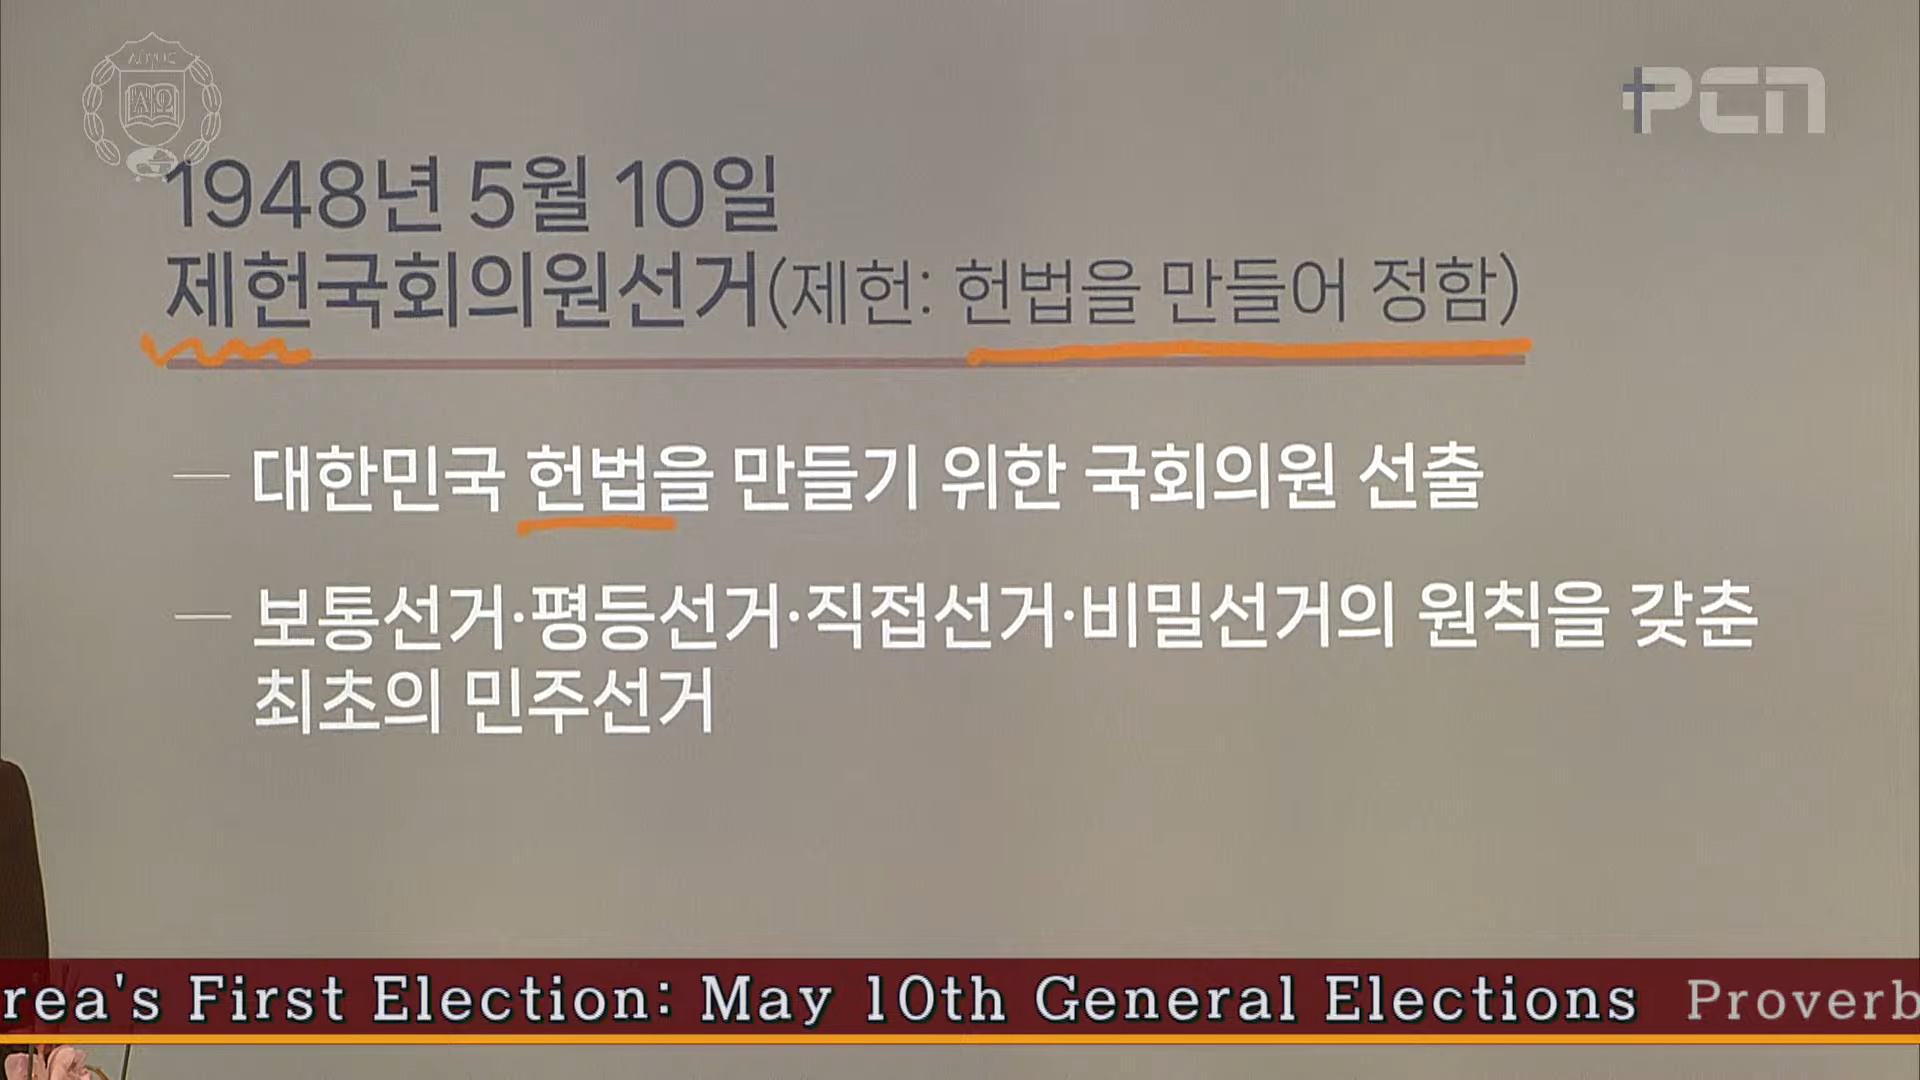 PCN
ΑΩ
1948년 5월 10일
제헌국회의원선거(제헌: 헌법을 만들어 정함)
대한민국 헌법을 만들기 위한 국회의원 선출
보통선거·평등선거·직접선거·비밀선거의 원칙을 갖춘
최초의 민주선거
rea's First Election: May 10th General Elections Proverb